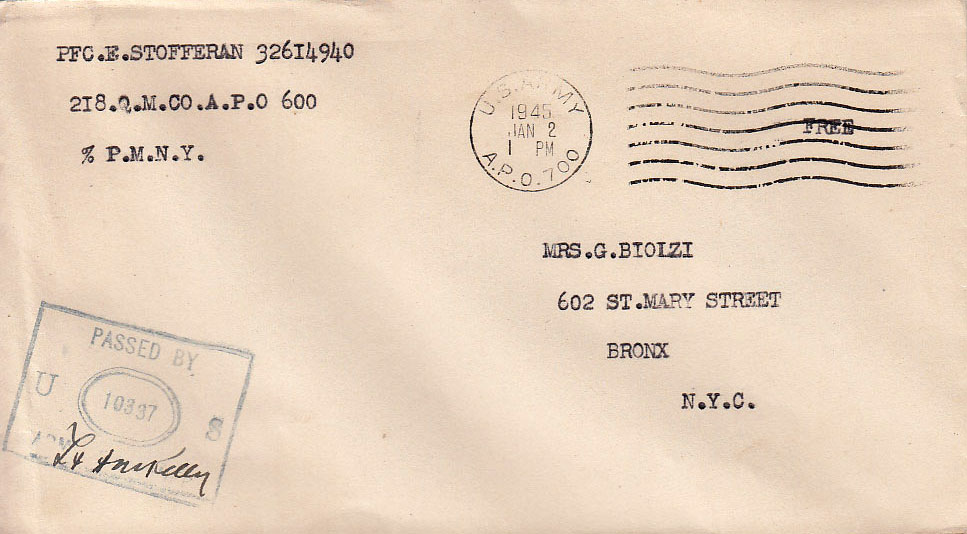 PFC.E.STOFFERAN 32614940
218.Q.M.CO.A.P.O 600
% P.M.N.Y.
U.S.ARMY
1945
JAN 2
1 PM
A.P.O.700
FREE
MRS.G.BIOLZI
602 ST.MARY STREET
BRONX
N.Y.C.
PASSED BY
U 10337 S
Lt